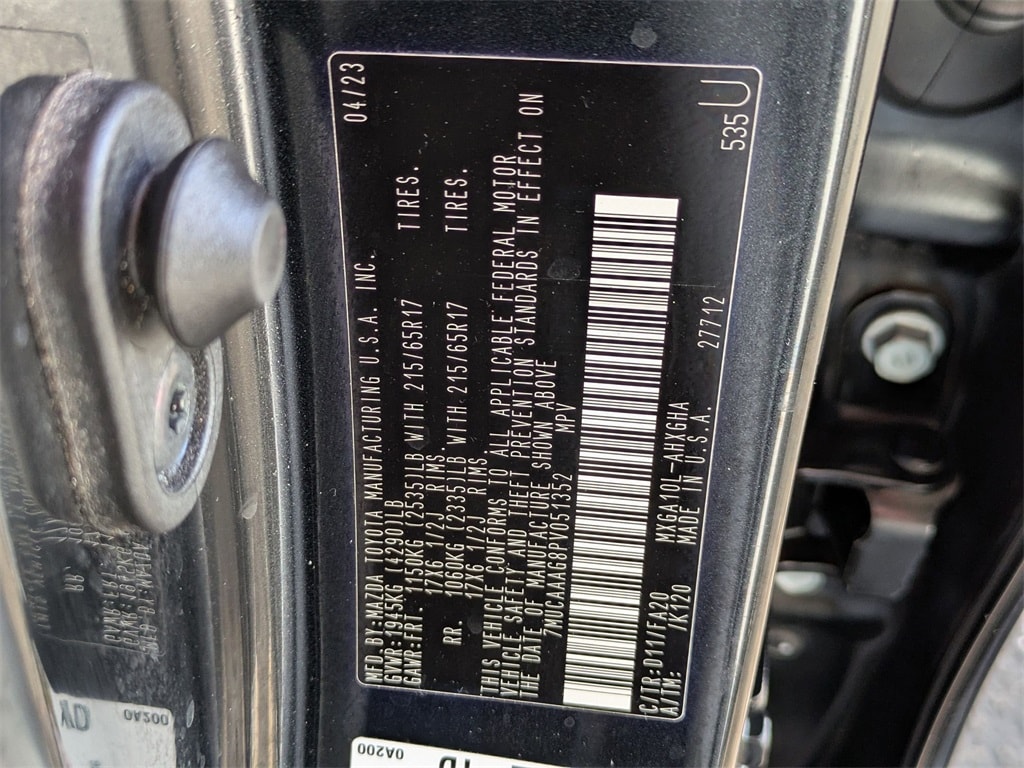 MFD.BY:MAZDA TOYOTA MANUFACTURING U.S.A. INC. 04/23
GVWR:1945KG (4290)LB
GAWR:FRT. 1150KG (2535)LB WITH 215/65R17 TIRES.
17X6 1/2J RIMS.
RR. 1060KG (2335)LB WITH 215/65R17 TIRES.
17X6 1/2J RIMS.
THIS VEHICLE CONFORMS TO ALL APPLICABLE FEDERAL MOTOR
VEHICLE SAFETY AND THEFT PREVENTION STANDARDS IN EFFECT ON
THE DATE OF MANUFACTURE SHOWN ABOVE
7MUCAAAG8PV051352 MPV
C/TR:D11/FA20 MXGA10L-AHXGHA
A/TM: /K120 MADE IN U.S.A. 27712 535U
0A200
0A200